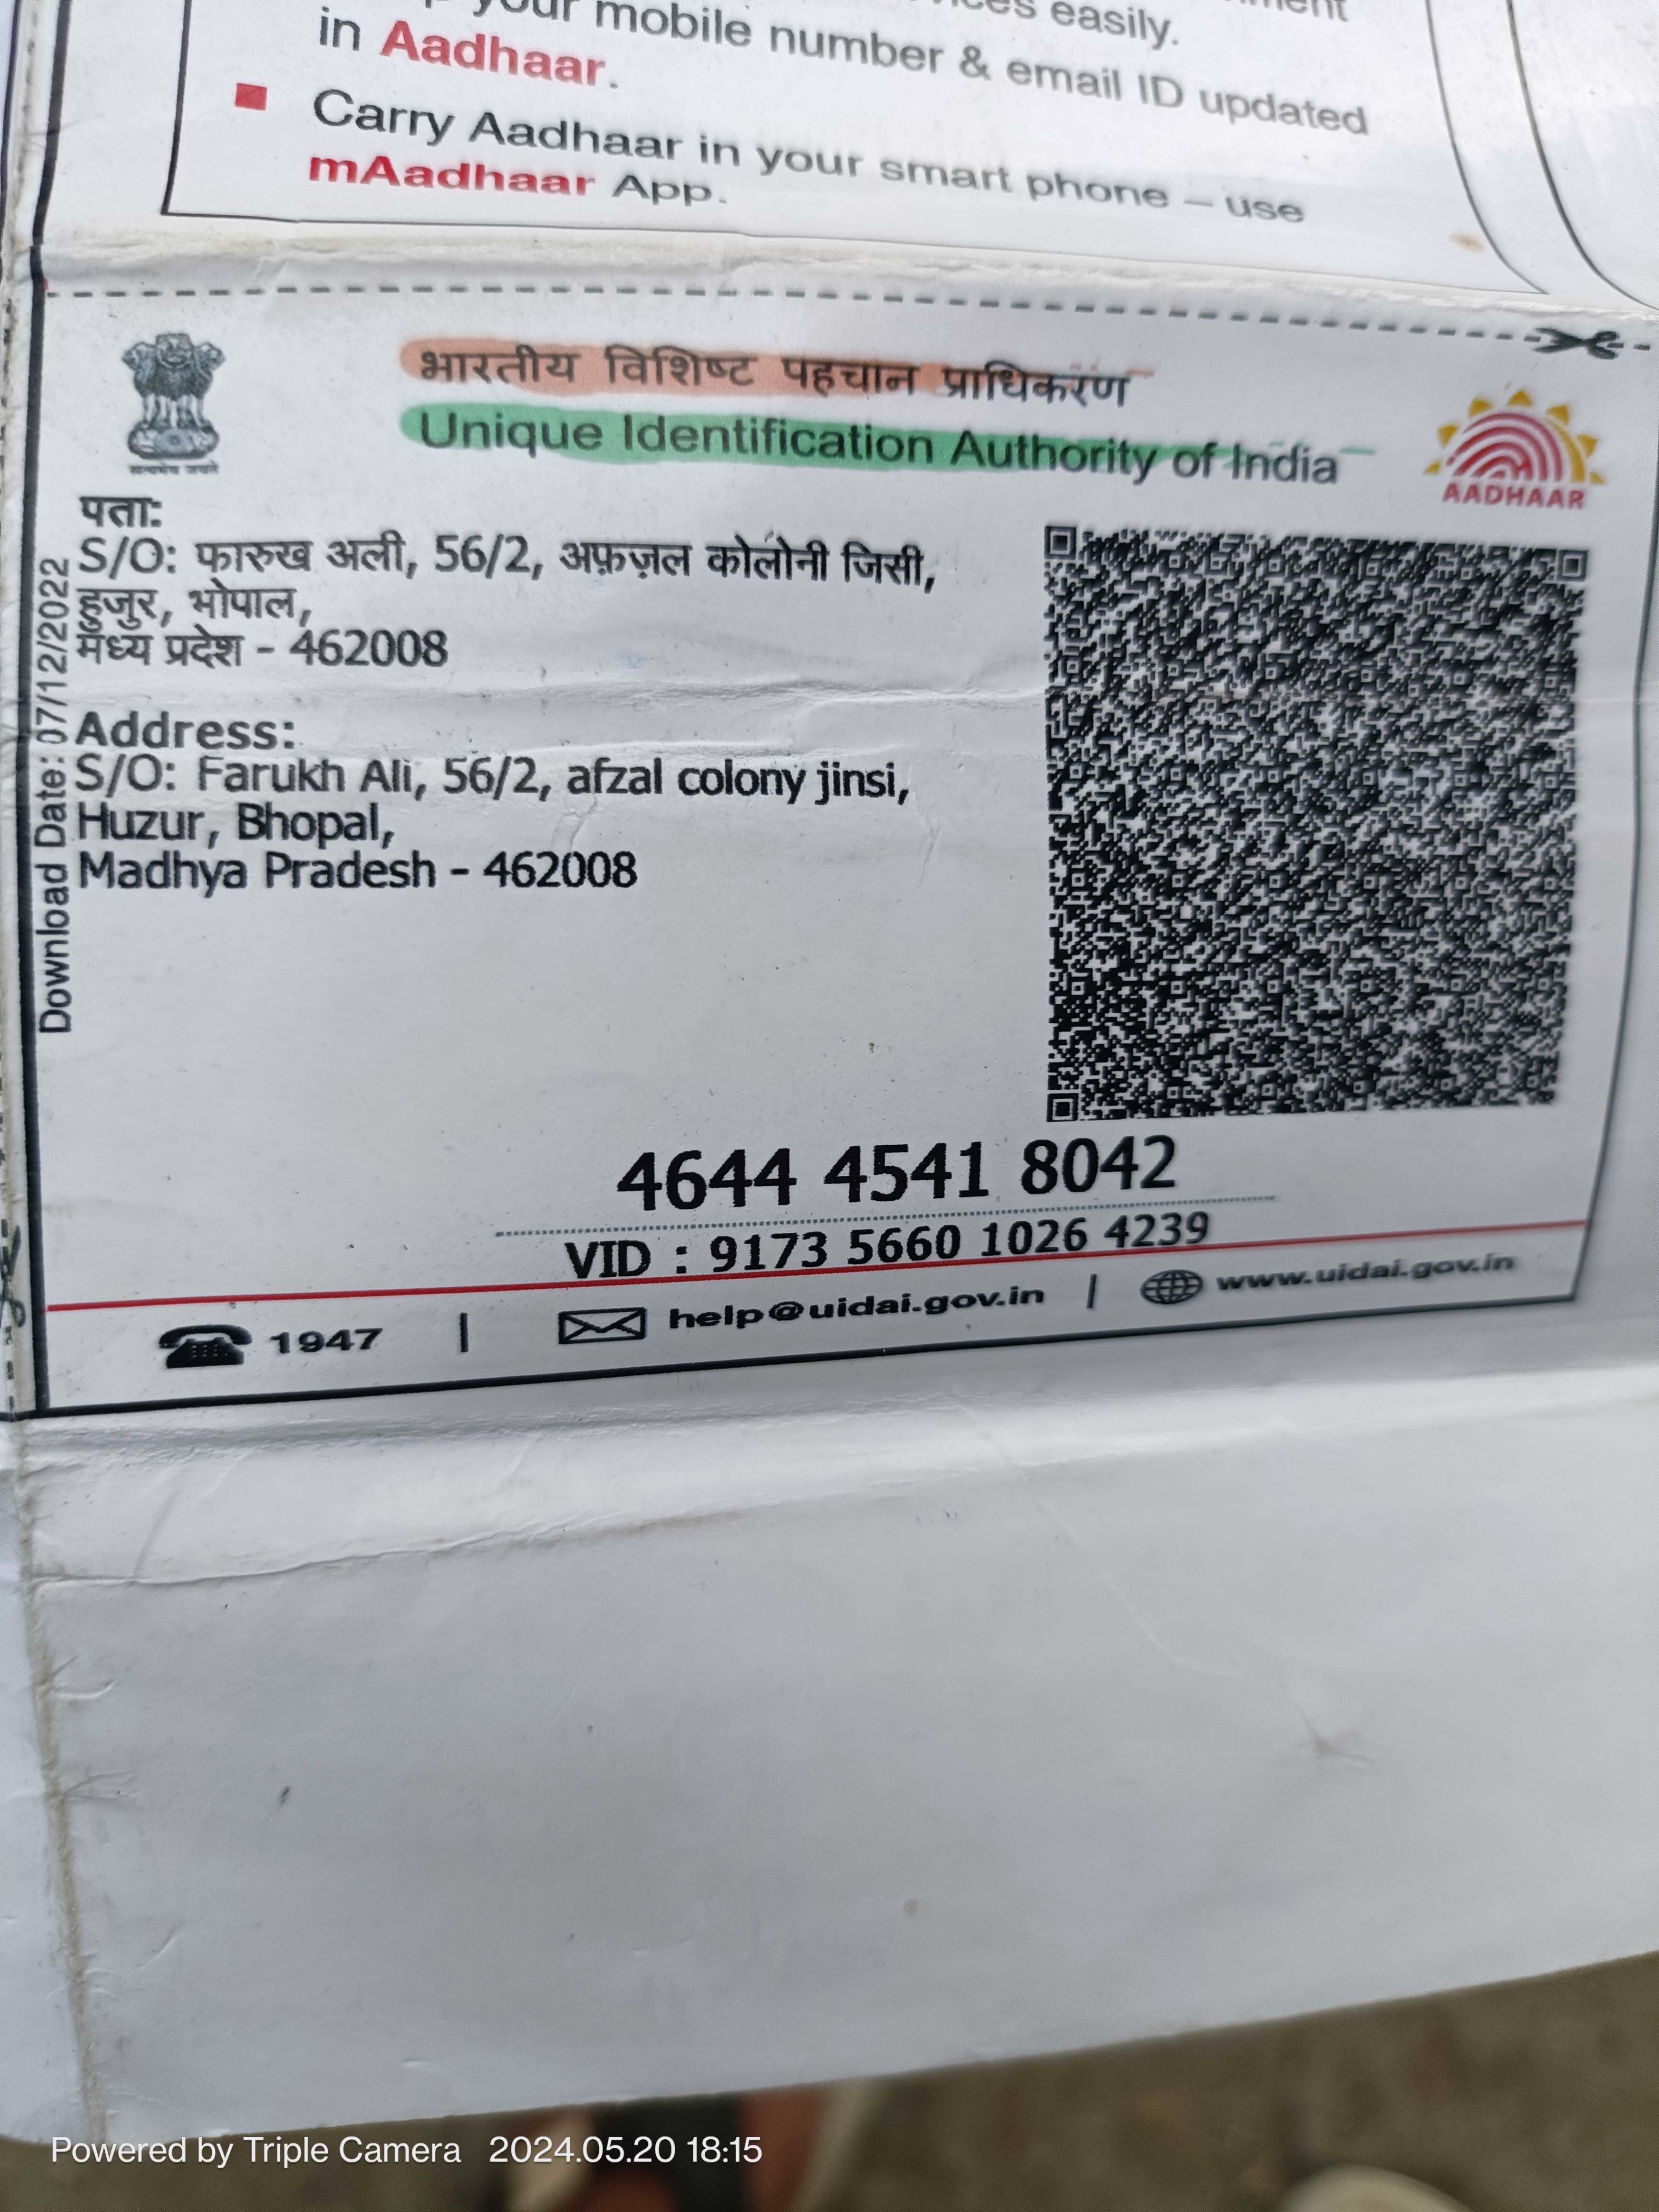 your mobile number & email ID updated
easily.
in Aadhaar.
Carry Aadhaar in your smart phone – use
mAadhaar App.
भारतीय विशिष्ट पहचान प्राधिकरण
Unique Identification Authority of India
सत्यमेव जयते
AADHAAR
पता:
S/O: फारुख अली, 56/2, अफ़ज़ल कोलोनी जिंसी,
हुजुर, भोपाल,
मध्य प्रदेश - 462008
Address:
S/O: Farukh Ali, 56/2, afzal colony jinsi,
Huzur, Bhopal,
Madhya Pradesh - 462008
Download Date: 07/12/2022
4644 4541 8042
VID : 9173 5660 1026 4239
1947 | help@uidai.gov.in | www.uidai.gov.in
Powered by Triple Camera 2024.05.20 18:15